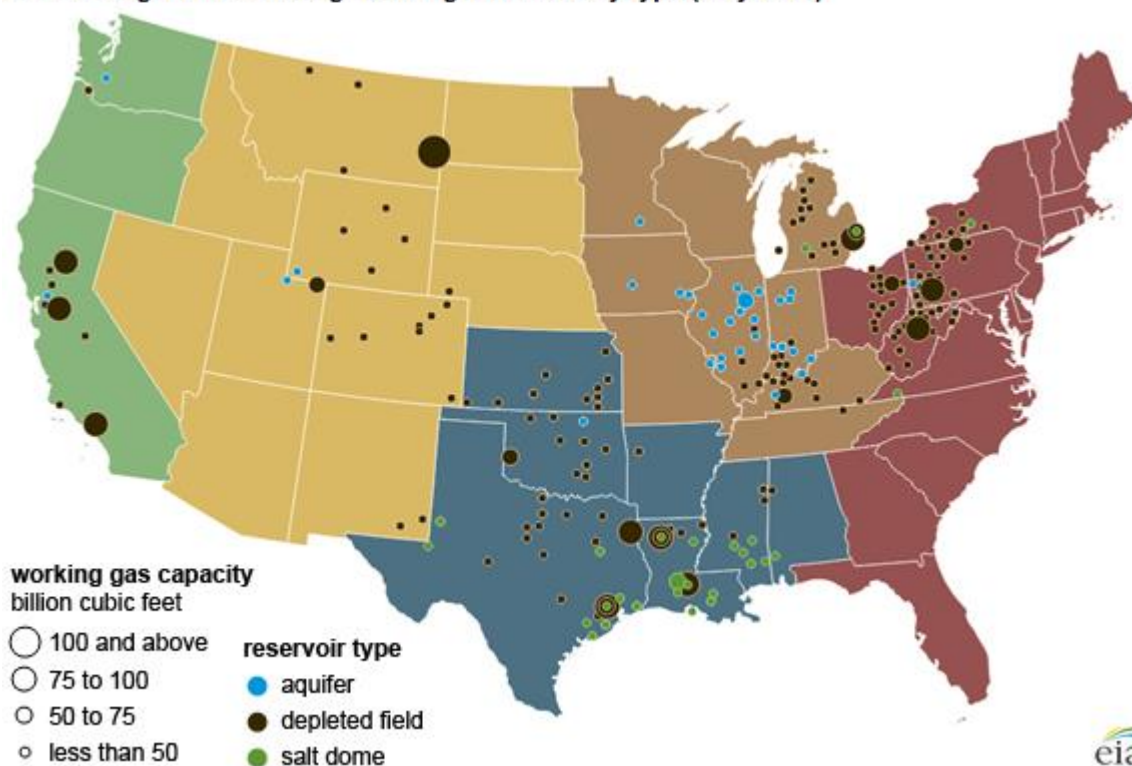 working gas capacity
billion cubic feet
100 and above
75 to 100
50 to 75
less than 50
reservoir type
aquifer
depleted field
salt dome
eia